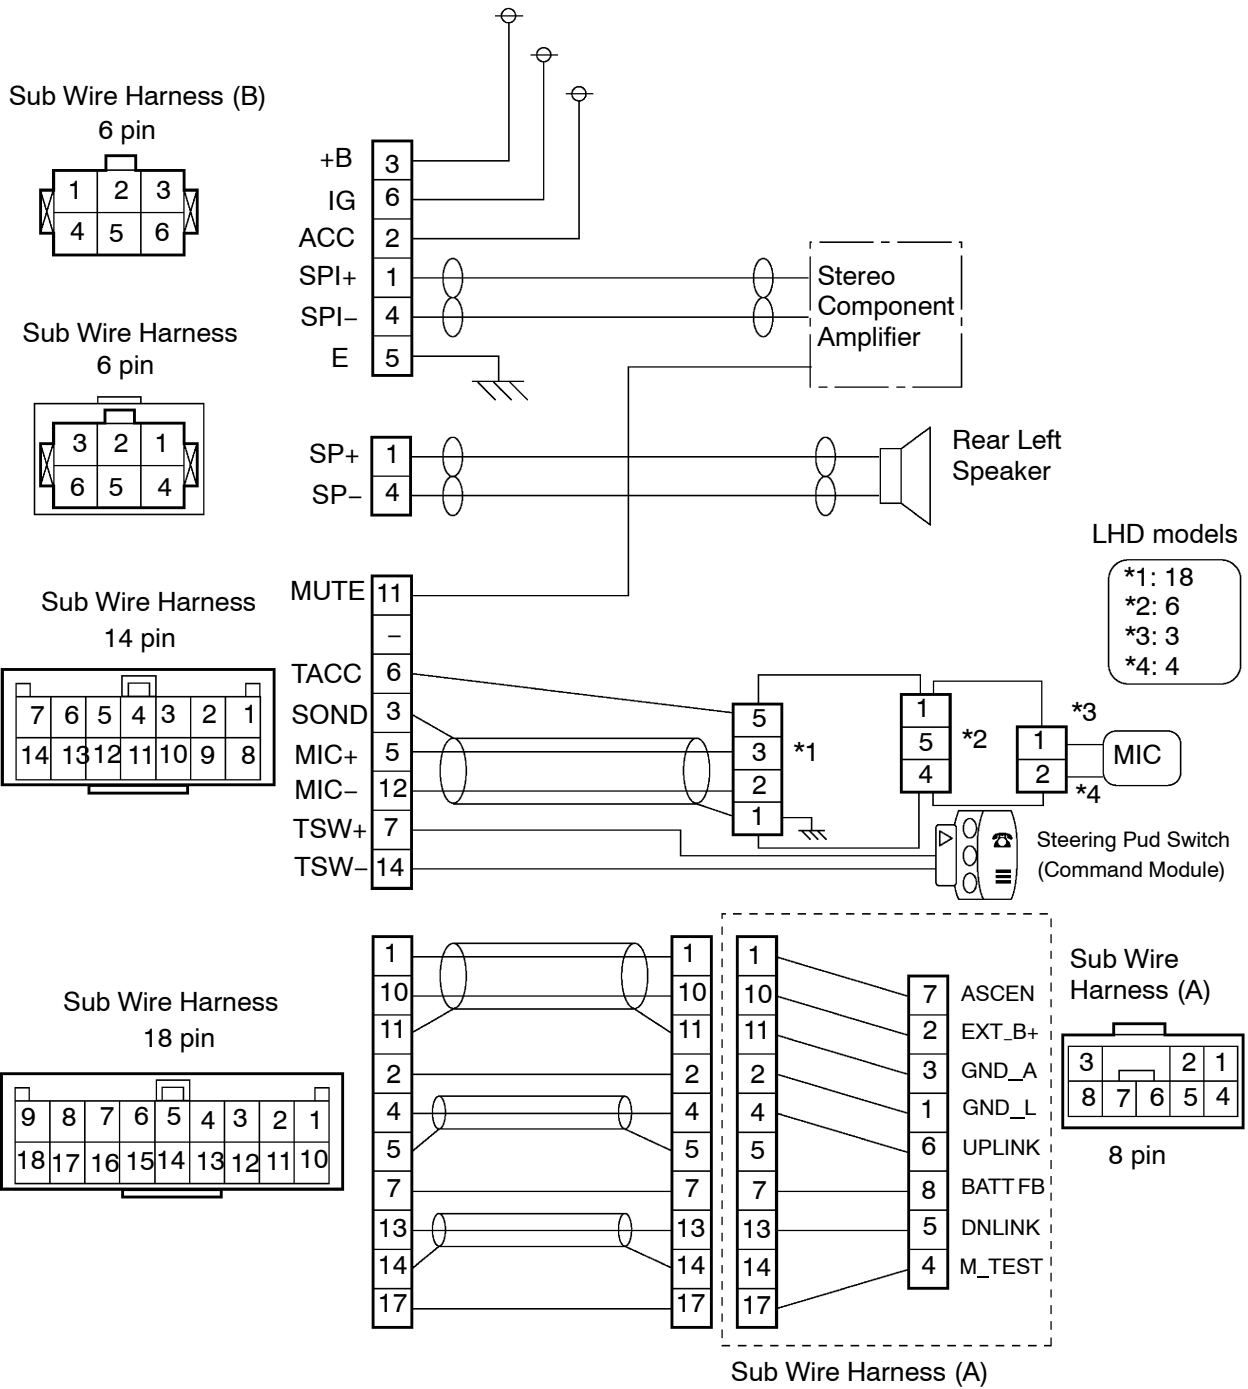 Sub Wire Harness (B)
6 pin
1 2 3
4 5 6
+B 3
IG 6
ACC 2
SPI+ 1
SPI− 4
E 5
Stereo
Component
Amplifier
Sub Wire Harness
6 pin
3 2 1
6 5 4
SP+ 1
SP− 4
Rear Left
Speaker
LHD models
*1: 18
*2: 6
*3: 3
*4: 4
Sub Wire Harness
14 pin
7 6 5 4 3 2 1
14 13 12 11 10 9 8
MUTE 11
−
TACC 6
SOND 3
MIC+ 5
MIC− 12
TSW+ 7
TSW− 14
5
3
2
1
*1
1
5
4
*2
1
2
*3
*4
MIC
Steering Pud Switch
(Command Module)
Sub Wire Harness
18 pin
9 8 7 6 5 4 3 2 1
18 17 16 15 14 13 12 11 10
1
10
11
2
4
5
7
13
14
17
1
10
11
2
4
5
7
13
14
17
1
10
11
2
4
5
7
13
14
17
7 ASCEN
2 EXT_B+
3 GND_A
1 GND_L
6 UPLINK
8 BATT FB
5 DNLINK
4 M_TEST
Sub Wire
Harness (A)
3 2 1
8 7 6 5 4
8 pin
Sub Wire Harness (A)